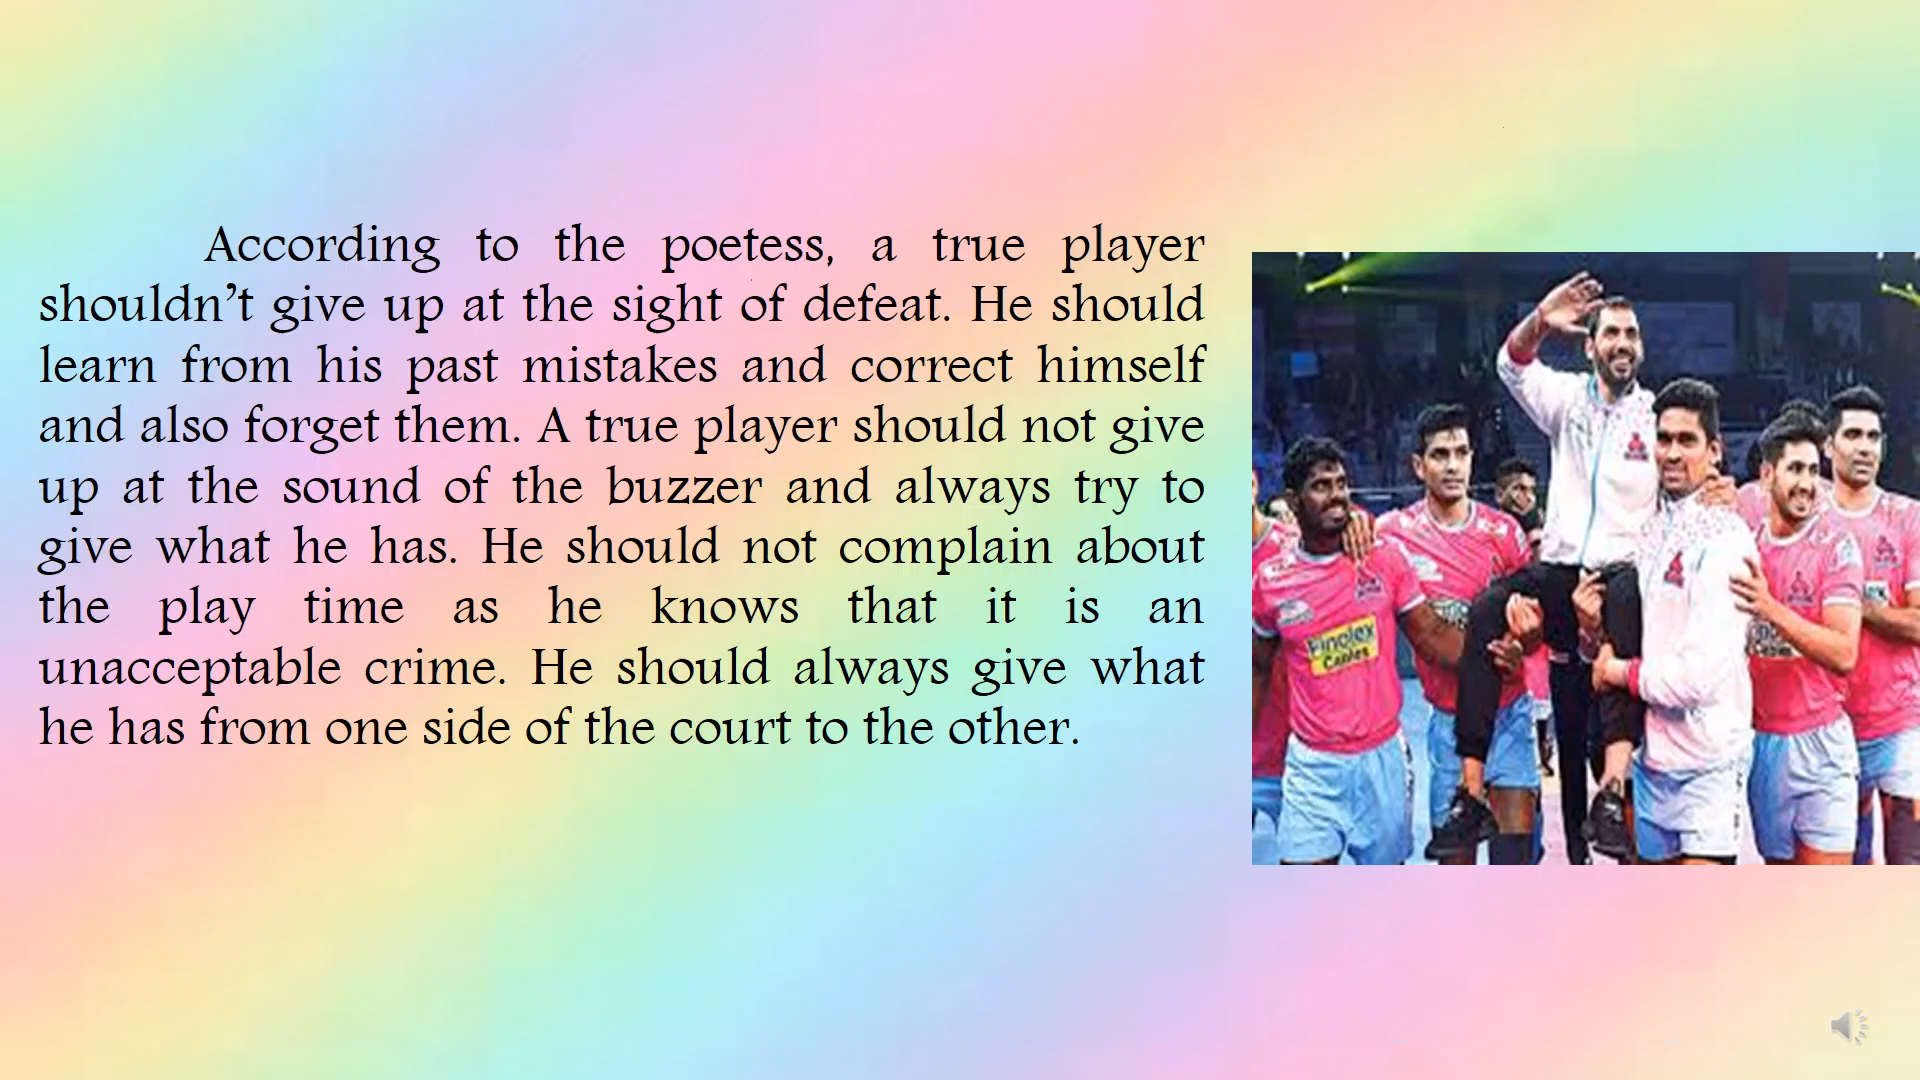 According to the poetess, a true player
shouldn’t give up at the sight of defeat. He should
learn from his past mistakes and correct himself
and also forget them. A true player should not give
up at the sound of the buzzer and always try to
give what he has. He should not complain about
the play time as he knows that it is an
unacceptable crime. He should always give what
he has from one side of the court to the other.
Finolex
Cables